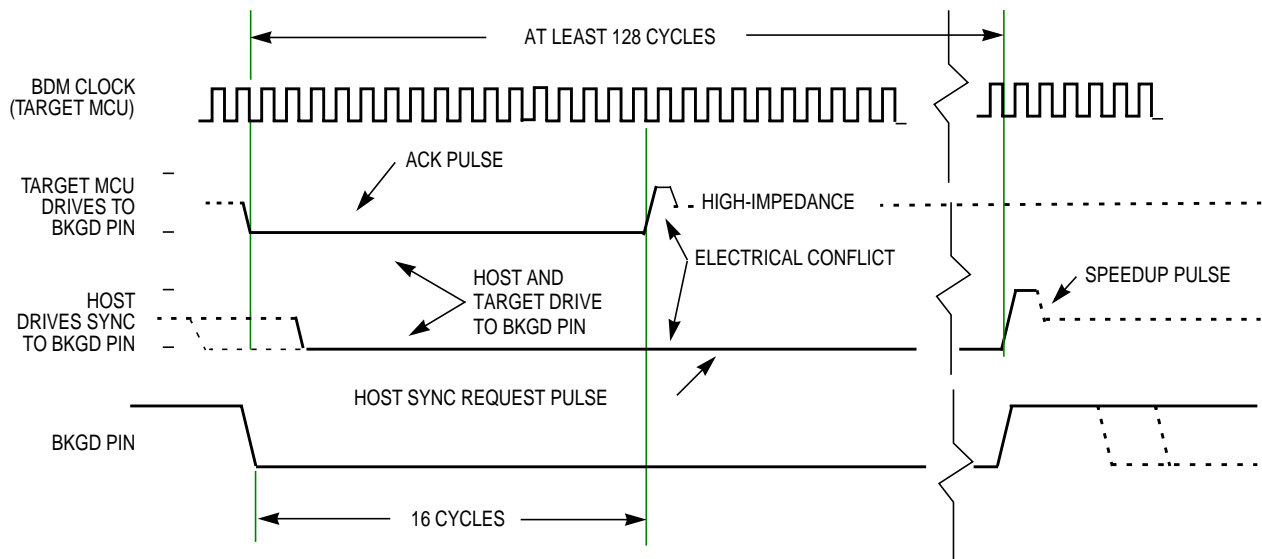 AT LEAST 128 CYCLES
BDM CLOCK
(TARGET MCU)
ACK PULSE
TARGET MCU
DRIVES TO
BKGD PIN
HIGH-IMPEDANCE
ELECTRICAL CONFLICT
HOST AND
TARGET DRIVE
TO BKGD PIN
SPEEDUP PULSE
HOST
DRIVES SYNC
TO BKGD PIN
HOST SYNC REQUEST PULSE
BKGD PIN
16 CYCLES